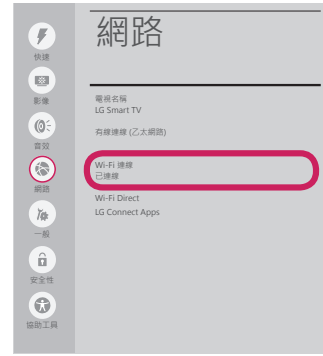 網路
快速
影像
音效
網路
一般
安全性
協助工具
電視名稱
LG Smart TV
有線連線 (乙太網路)
Wi-Fi 連線
已連線
Wi-Fi Direct
LG Connect Apps